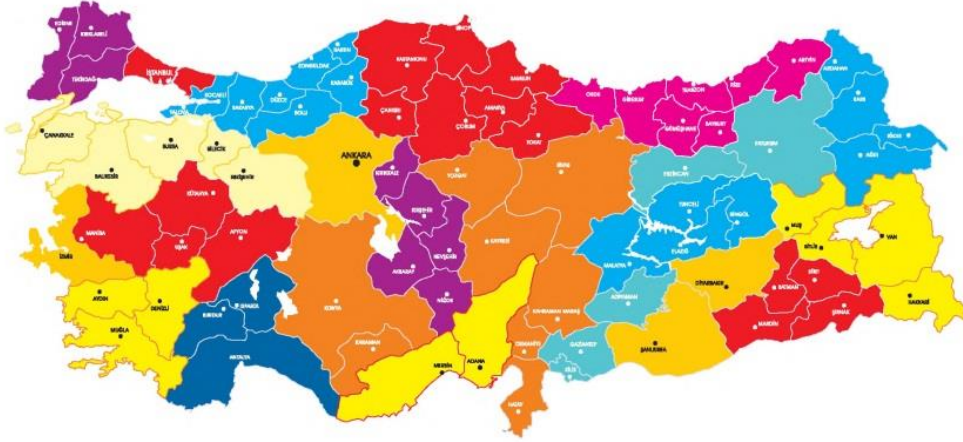 EDİRNE
KIRKLARELİ
TEKİRDAĞ
İSTANBUL
KOCAELİ
YALOVA
SAKARYA
DÜZCE
BOLU
ZONGULDAK
BARTIN
KARABÜK
KASTAMONU
SİNOP
SAMSUN
ÇANKIRI
ÇORUM
AMASYA
TOKAT
ORDU
GİRESUN
TRABZON
RİZE
ARTVİN
GÜMÜŞHANE
BAYBURT
ARDAHAN
KARS
IĞDIR
AĞRI
ERZURUM
ERZİNCAN
ÇANAKKALE
BALIKESİR
BURSA
BİLECİK
ESKİŞEHİR
ANKARA
KIRIKKALE
KIRŞEHİR
NEVŞEHİR
AKSARAY
NİĞDE
YOZGAT
SİVAS
KAYSERİ
TUNCELİ
BİNGÖL
ELAZIĞ
MALATYA
MUŞ
BİTLİS
VAN
HAKKARİ
KÜTAHYA
MANİSA
UŞAK
AFYON
İZMİR
AYDIN
DENİZLİ
MUĞLA
BURDUR
ISPARTA
ANTALYA
KONYA
KARAMAN
MERSİN
ADANA
KAHRAMAN MARAŞ
OSMANİYE
HATAY
ADIYAMAN
GAZİANTEP
KİLİS
DİYARBAKIR
ŞANLIURFA
BATMAN
SİİRT
MARDİN
ŞIRNAK